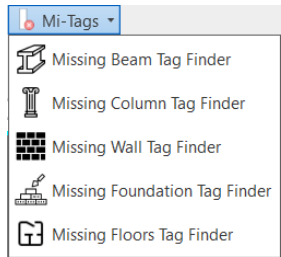 Mi-Tags
Missing Beam Tag Finder
Missing Column Tag Finder
Missing Wall Tag Finder
Missing Foundation Tag Finder
Missing Floors Tag Finder